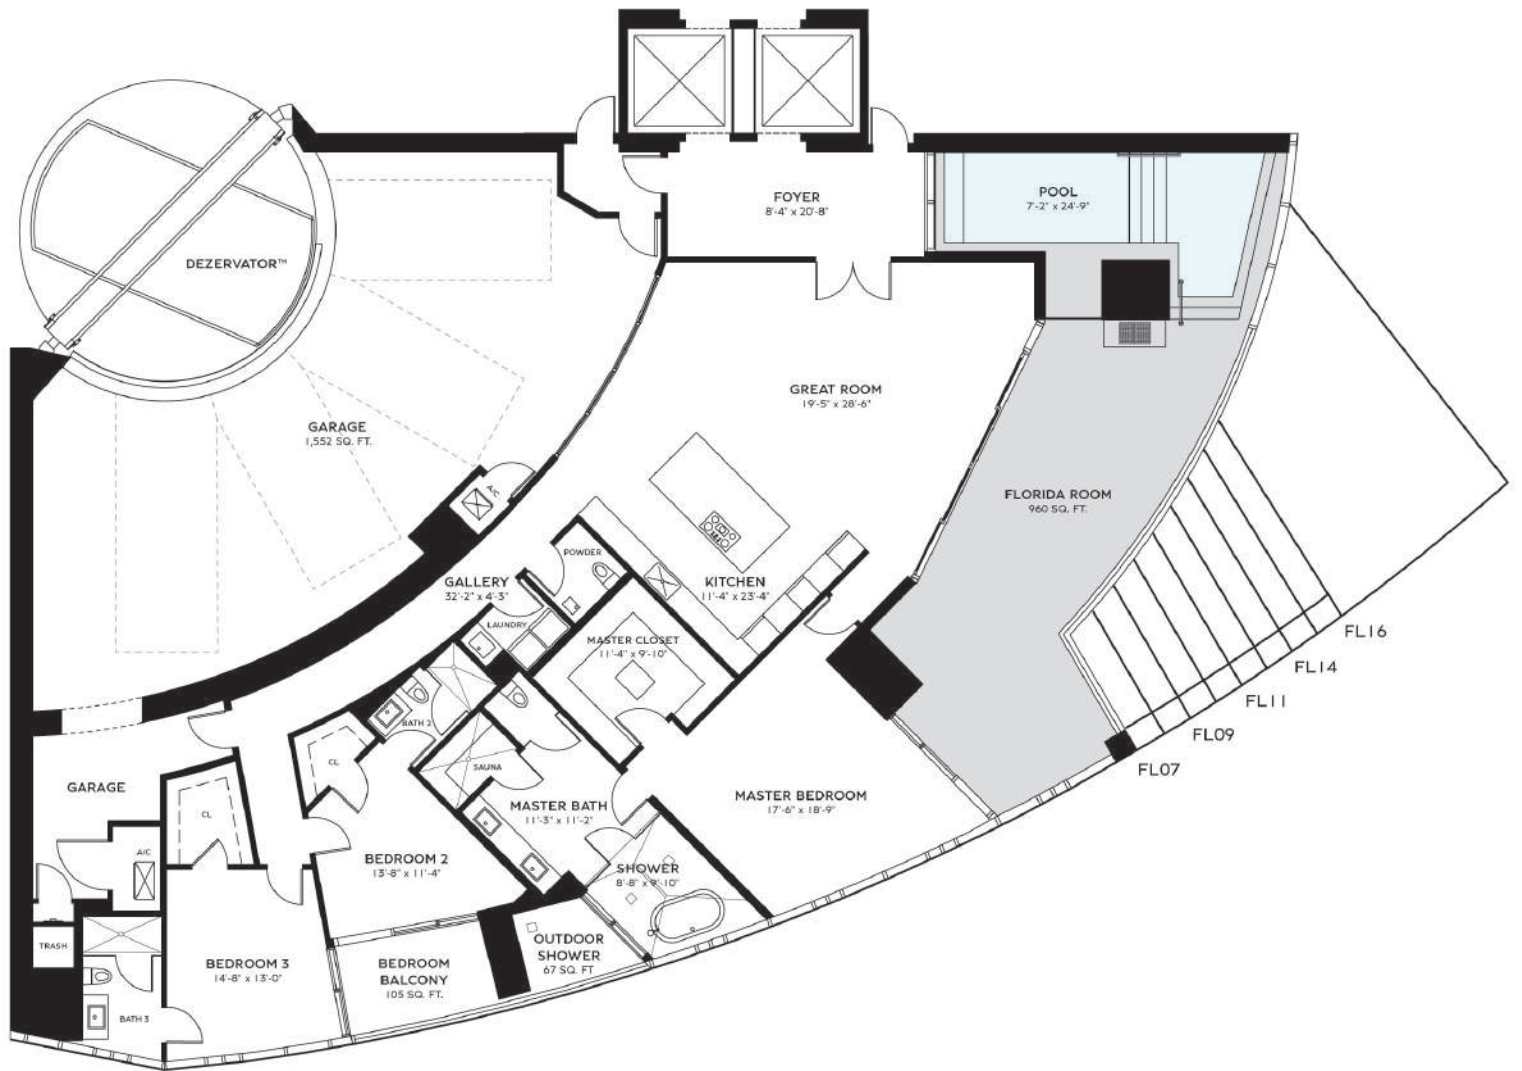 FOYER
8'-4" x 20'-8"
POOL
7'-2" x 24'-9"
DEZERVATOR™
GREAT ROOM
19'-5" x 28'-6"
GARAGE
1,552 SQ. FT.
A/C
FLORIDA ROOM
960 SQ. FT.
POWDER
GALLERY
32'-2" x 4'-3"
KITCHEN
11'-4" x 23'-4"
LAUNDRY
MASTER CLOSET
11'-4" x 9'-10"
FL16
FL14
FL11
FL09
FL07
BATH 2
CL
SAUNA
GARAGE
CL
MASTER BATH
11'-3" x 11'-2"
MASTER BEDROOM
17'-6" x 18'-9"
A/C
BEDROOM 2
13'-8" x 11'-4"
SHOWER
8'-8" x 9'-10"
TRASH
BEDROOM 3
14'-8" x 13'-0"
BEDROOM
BALCONY
105 SQ. FT.
OUTDOOR
SHOWER
67 SQ. FT
BATH 3